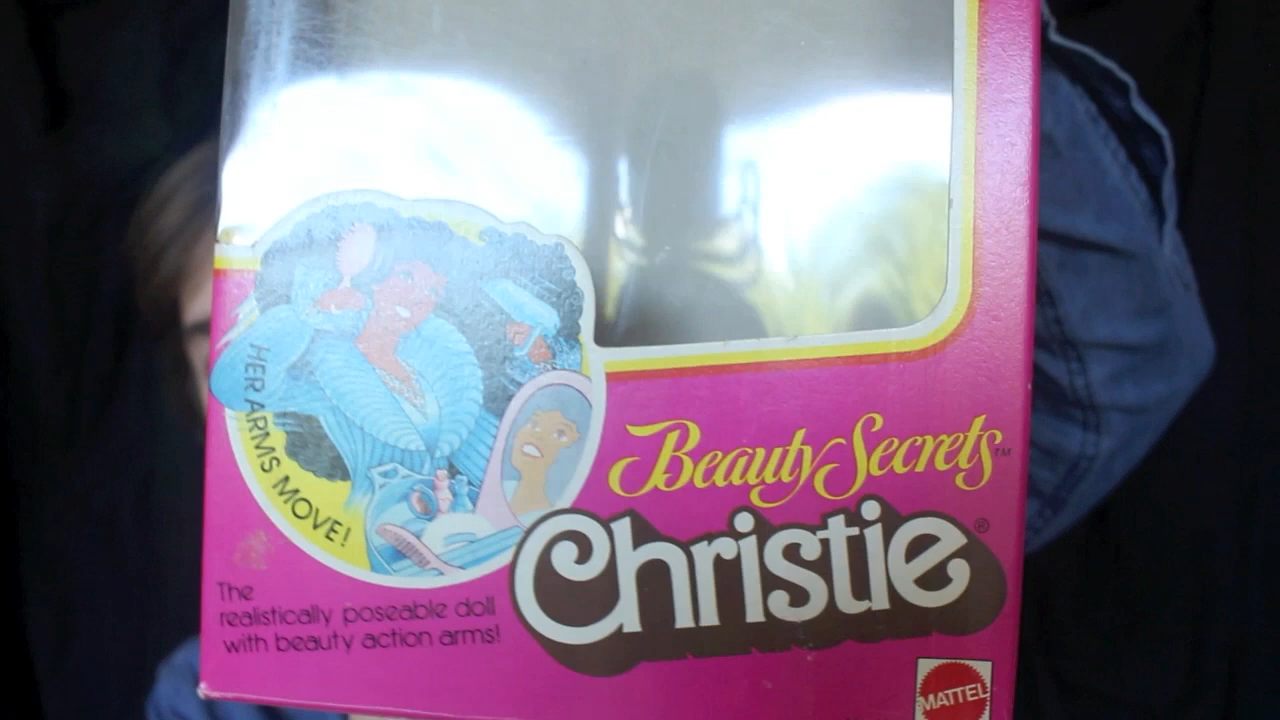 HER ARMS MOVE!
Beauty Secrets™
Christie®
The
realistically poseable doll
with beauty action arms!
MATTEL